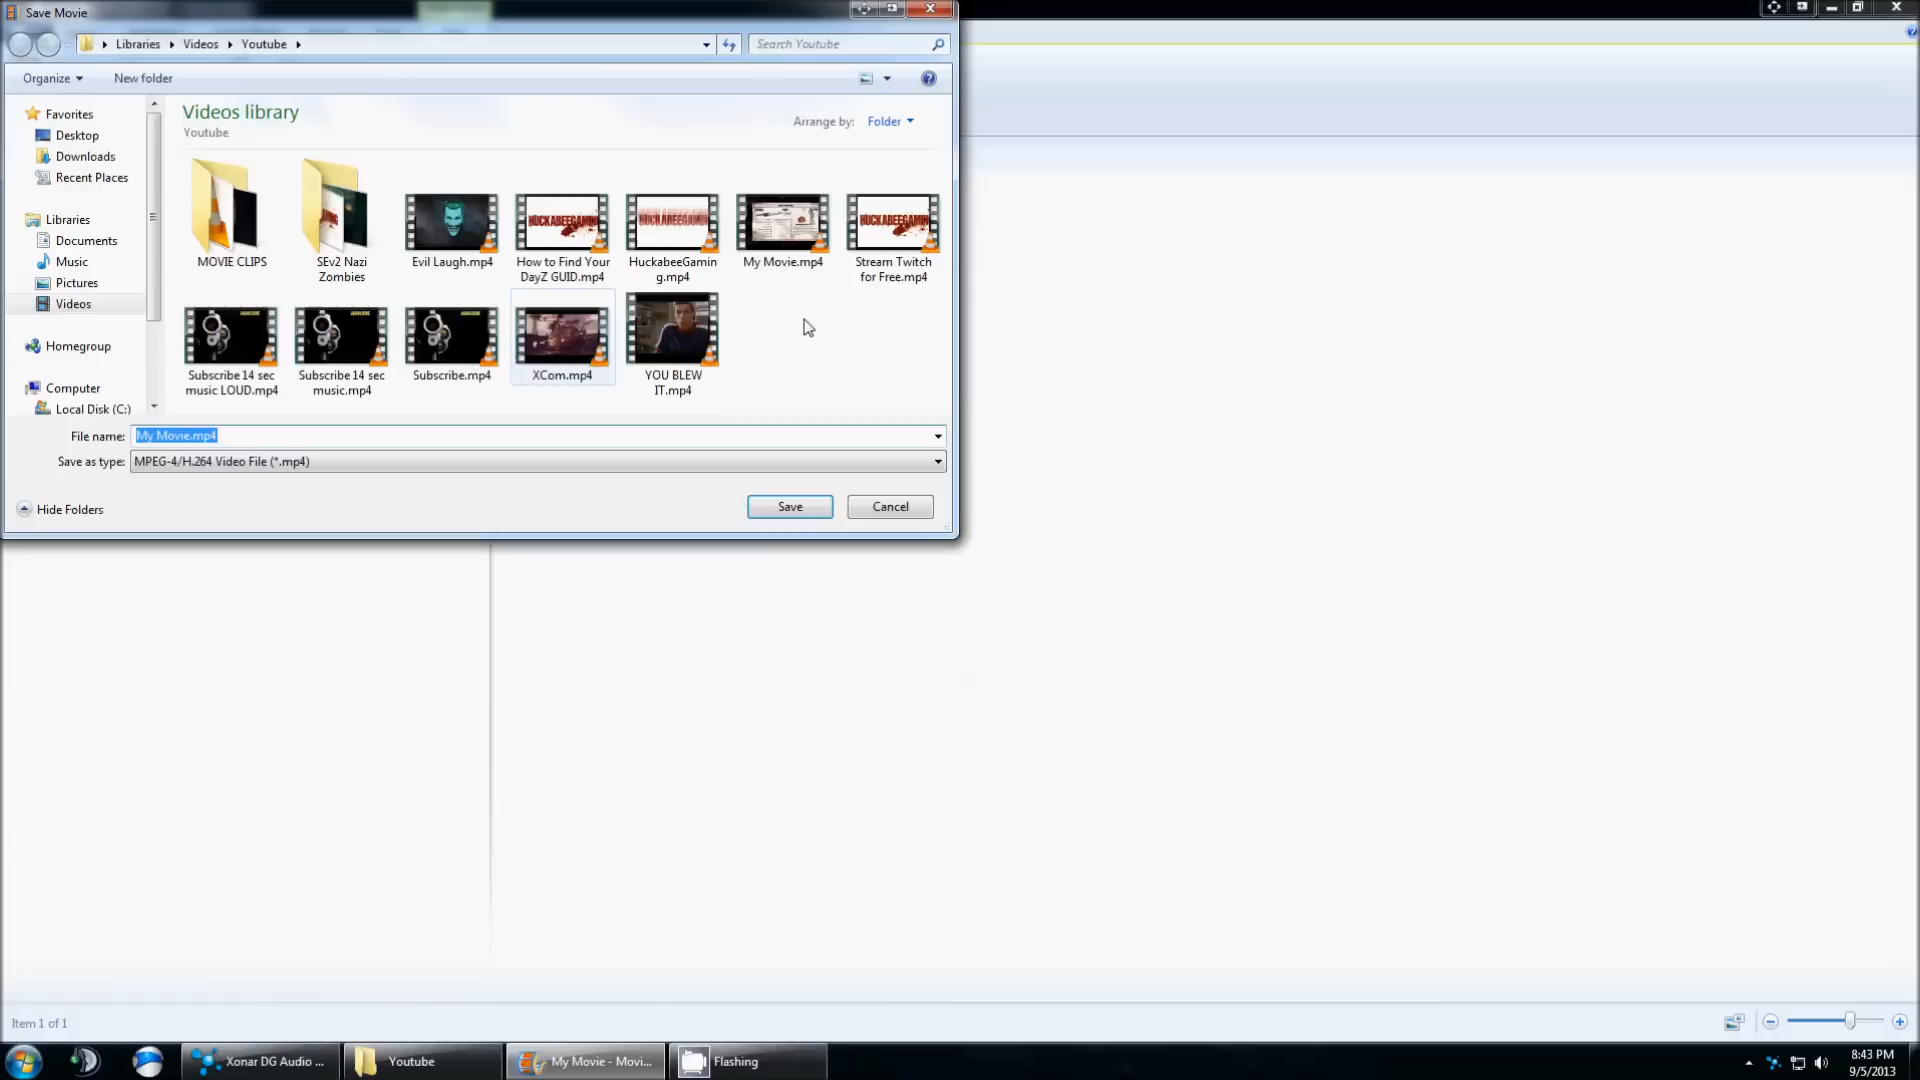 Save Movie
Libraries Videos Youtube
Search Youtube
Organize
New folder
Favorites
Desktop
Downloads
Recent Places
Libraries
Documents
Music
Pictures
Videos
Homegroup
Computer
Local Disk (C:)
Videos library
Youtube
Arrange by: Folder
MOVIE CLIPS
SEv2 Nazi
Zombies
Evil Laugh.mp4
How to Find Your
DayZ GUID.mp4
HuckabeeGamin
g.mp4
My Movie.mp4
Stream Twitch
for Free.mp4
Subscribe 14 sec
music LOUD.mp4
Subscribe 14 sec
music.mp4
Subscribe.mp4
XCom.mp4
YOU BLEW
IT.mp4
File name: My Movie.mp4
Save as type: MPEG-4/H.264 Video File (*.mp4)
Hide Folders
Save
Cancel
Item 1 of 1
Xonar DG Audio ...
Youtube
My Movie - Movi...
Flashing
8:43 PM
9/5/2013